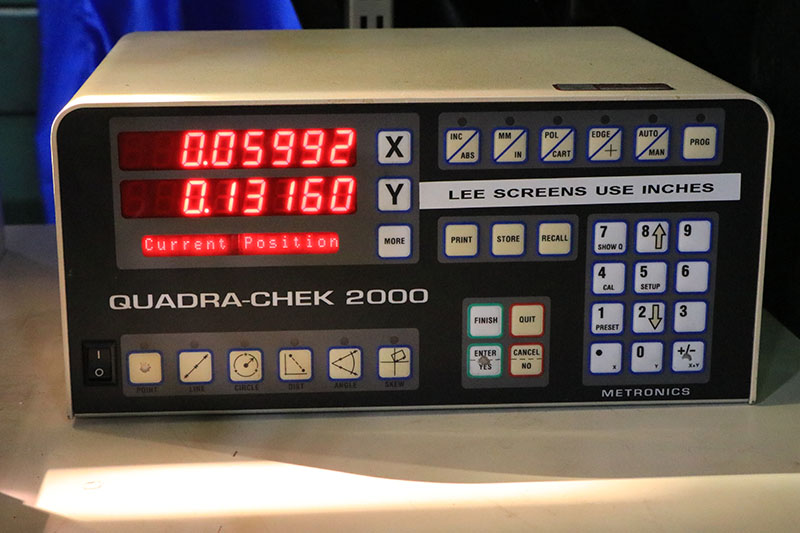 0.05992
X
INC/ABS
MM/IN
POL/CART
EDGE
AUTO/MAN
PROG
0.13160
Y
LEE SCREENS USE INCHES
Current Position
MORE
PRINT
STORE
RECALL
7 SHOW Q
8
9
4 CAL
5 SETUP
6
1 PRESET
2
3
. X
0 Y
+/- X+Y
QUADRA-CHEK 2000
FINISH
QUIT
ENTER YES
CANCEL NO
I
O
POINT
LINE
CIRCLE
DIST
ANGLE
SKEW
METRONICS